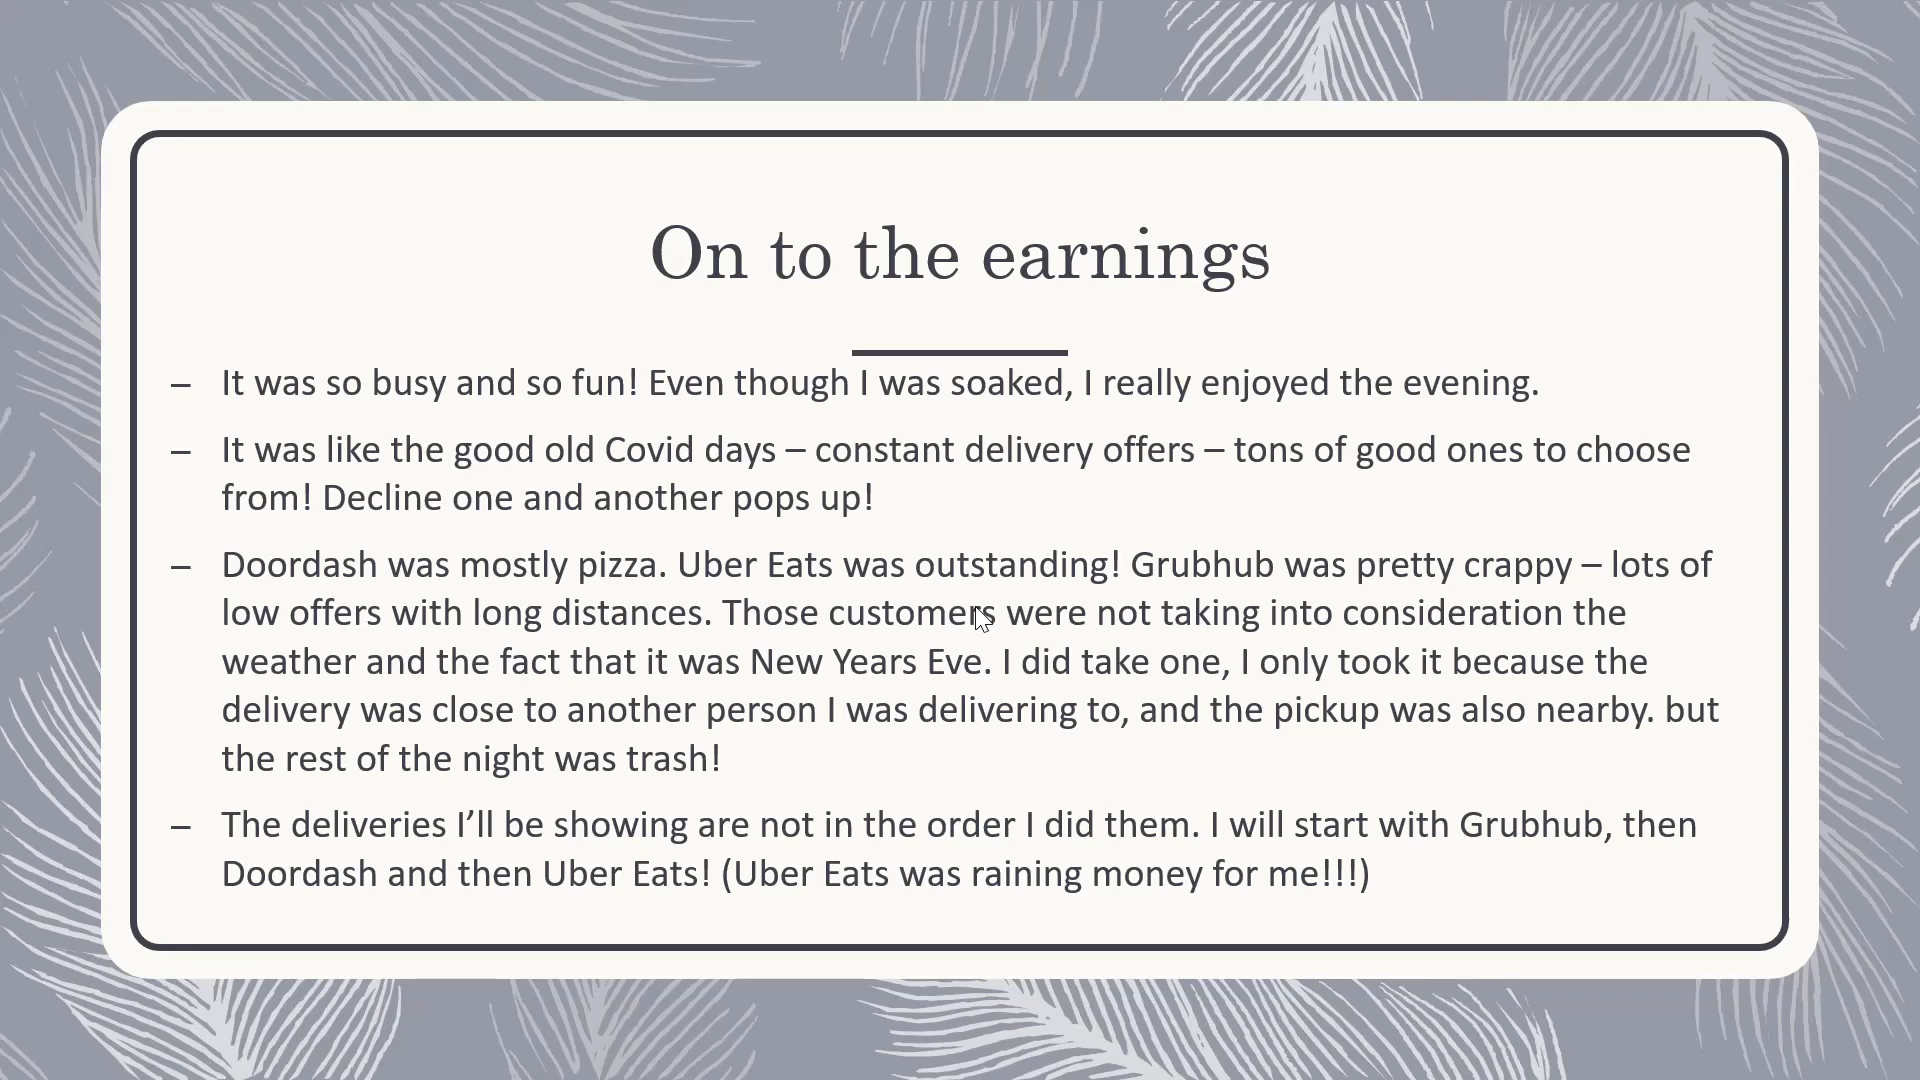 On to the earnings
– It was so busy and so fun! Even though I was soaked, I really enjoyed the evening.
– It was like the good old Covid days – constant delivery offers – tons of good ones to choose
from! Decline one and another pops up!
– Doordash was mostly pizza. Uber Eats was outstanding! Grubhub was pretty crappy – lots of
low offers with long distances. Those customers were not taking into consideration the
weather and the fact that it was New Years Eve. I did take one, I only took it because the
delivery was close to another person I was delivering to, and the pickup was also nearby. but
the rest of the night was trash!
– The deliveries I’ll be showing are not in the order I did them. I will start with Grubhub, then
Doordash and then Uber Eats! (Uber Eats was raining money for me!!!)